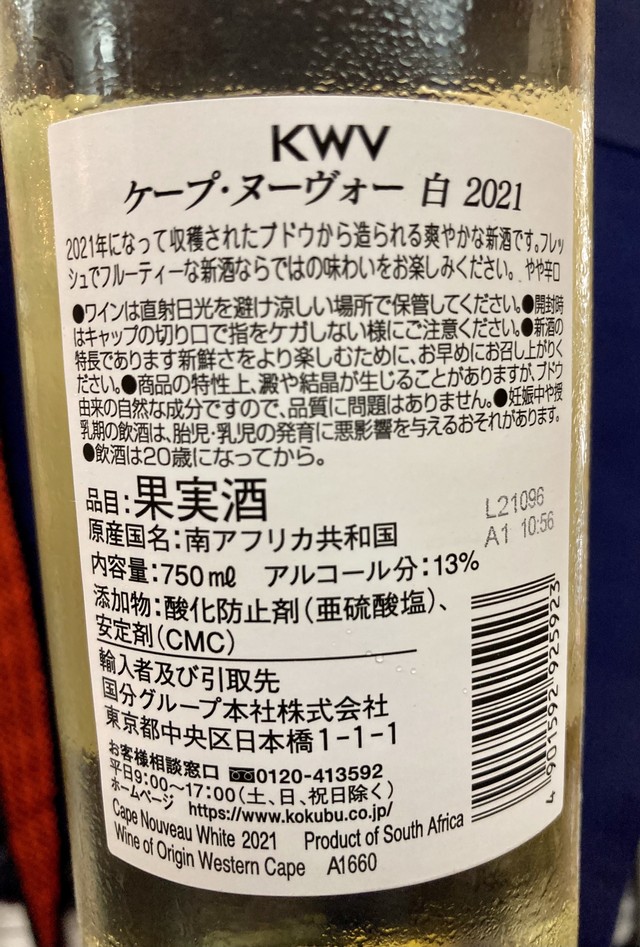 KWV
ケープ・ヌーヴォー 白 2021
2021年になって収穫されたブドウから造られる爽やかな新酒です。フレッ
シュでフルーティーな新酒ならではの味わいをお楽しみください。 やや辛口
●ワインは直射日光を避け涼しい場所で保管してください。●開封時
はキャップの切り口で指をケガしない様にご注意ください。●新酒の
特長であります新鮮さをより楽しむために、お早めにお召し上がりく
ださい。●商品の特性上、澱や結晶が生じることがありますが、ブドウ
由来の自然な成分ですので、品質に問題はありません。●妊娠中や授
乳期の飲酒は、胎児・乳児の発育に悪影響を与えるおそれがあります。
●飲酒は20歳になってから。
品目：果実酒
原産国名：南アフリカ共和国
内容量：750㎖ アルコール分：13%
添加物：酸化防止剤（亜硫酸塩）、
安定剤（CMC）
L21096
A1 10:56
輸入者及び引取先
国分グループ本社株式会社
東京都中央区日本橋1-1-1
お客様相談窓口 0120-413592
平日9:00〜17:00（土、日、祝日除く）
ホームページ https://www.kokubu.co.jp/
Cape Nouveau White 2021 Product of South Africa
Wine of Origin Western Cape A1660
4 901592 925923